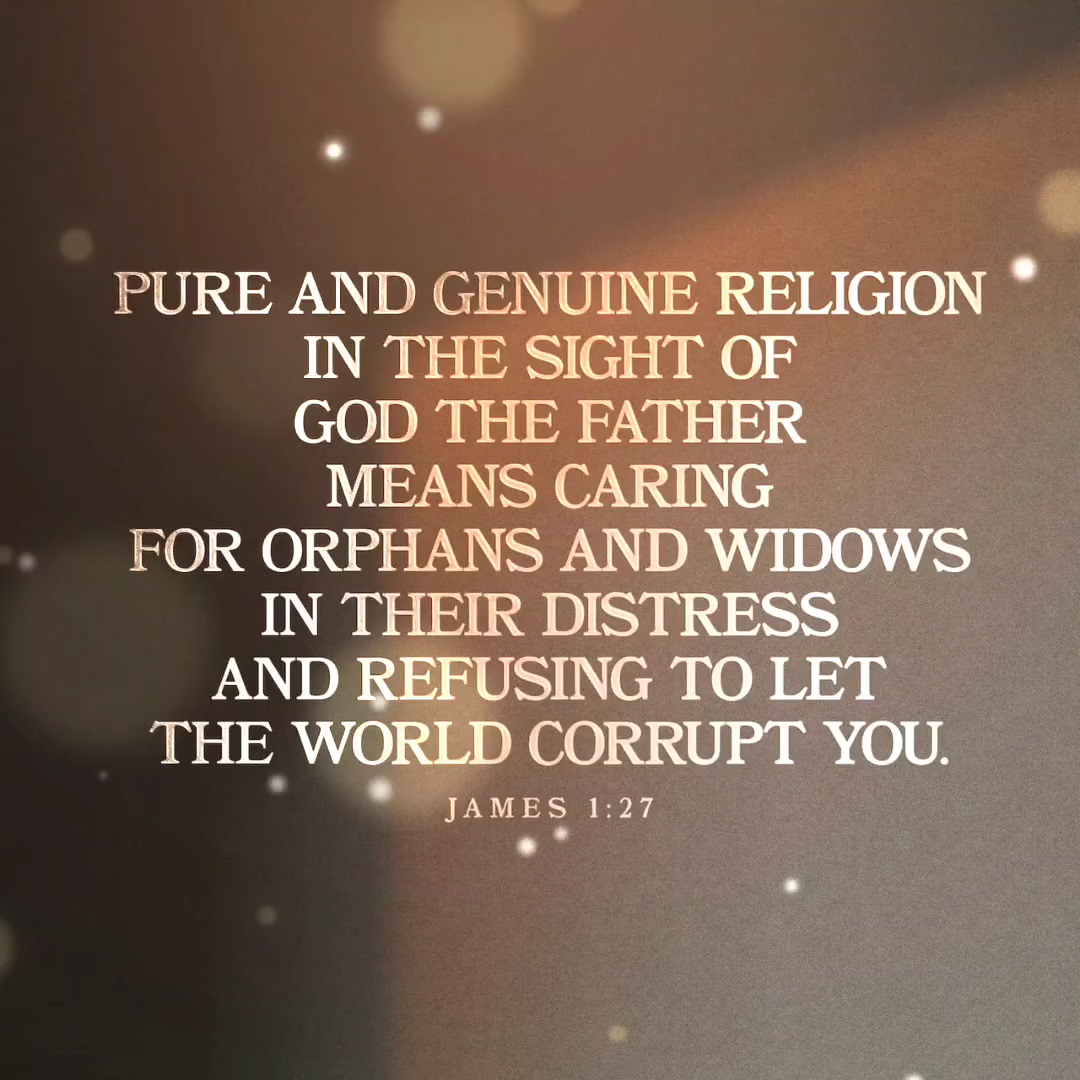 PURE AND GENUINE RELIGION
IN THE SIGHT OF
GOD THE FATHER
MEANS CARING
FOR ORPHANS AND WIDOWS
IN THEIR DISTRESS
AND REFUSING TO LET
THE WORLD CORRUPT YOU.
JAMES 1:27